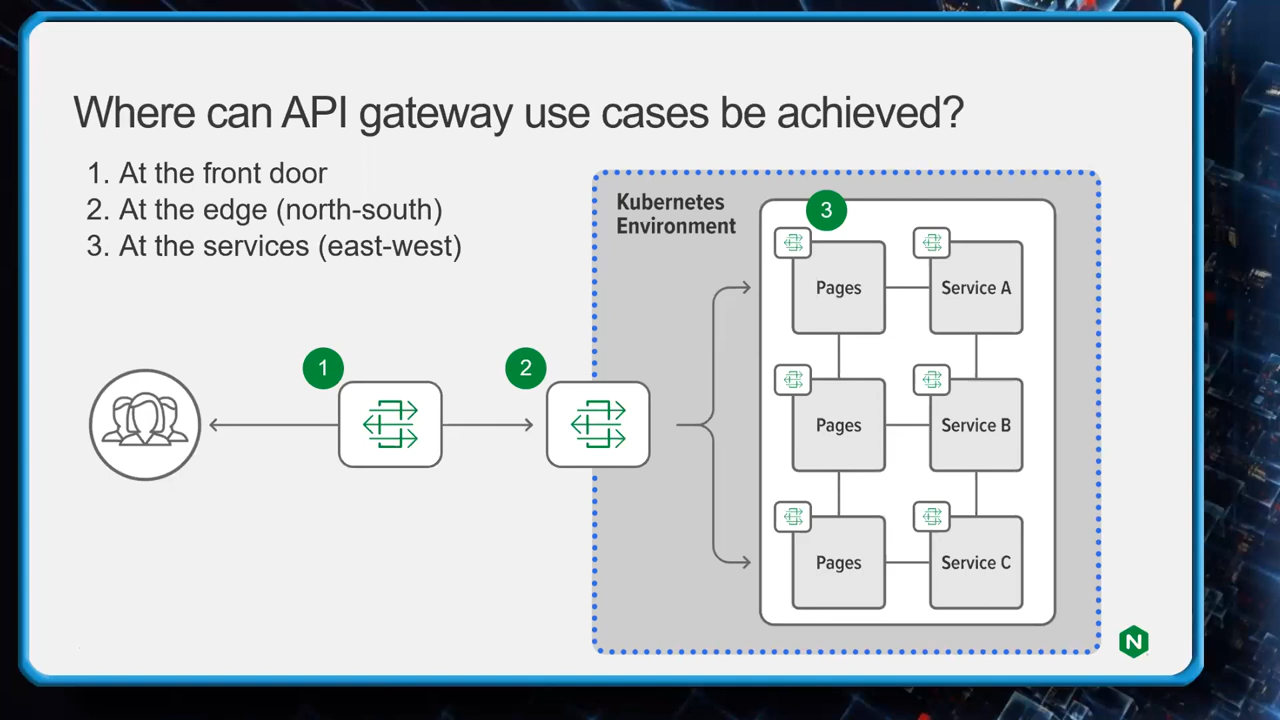 Where can API gateway use cases be achieved?
1. At the front door
2. At the edge (north-south)
3. At the services (east-west)
Kubernetes
Environment
3
Pages
Service A
1
2
Pages
Service B
Pages
Service C
N